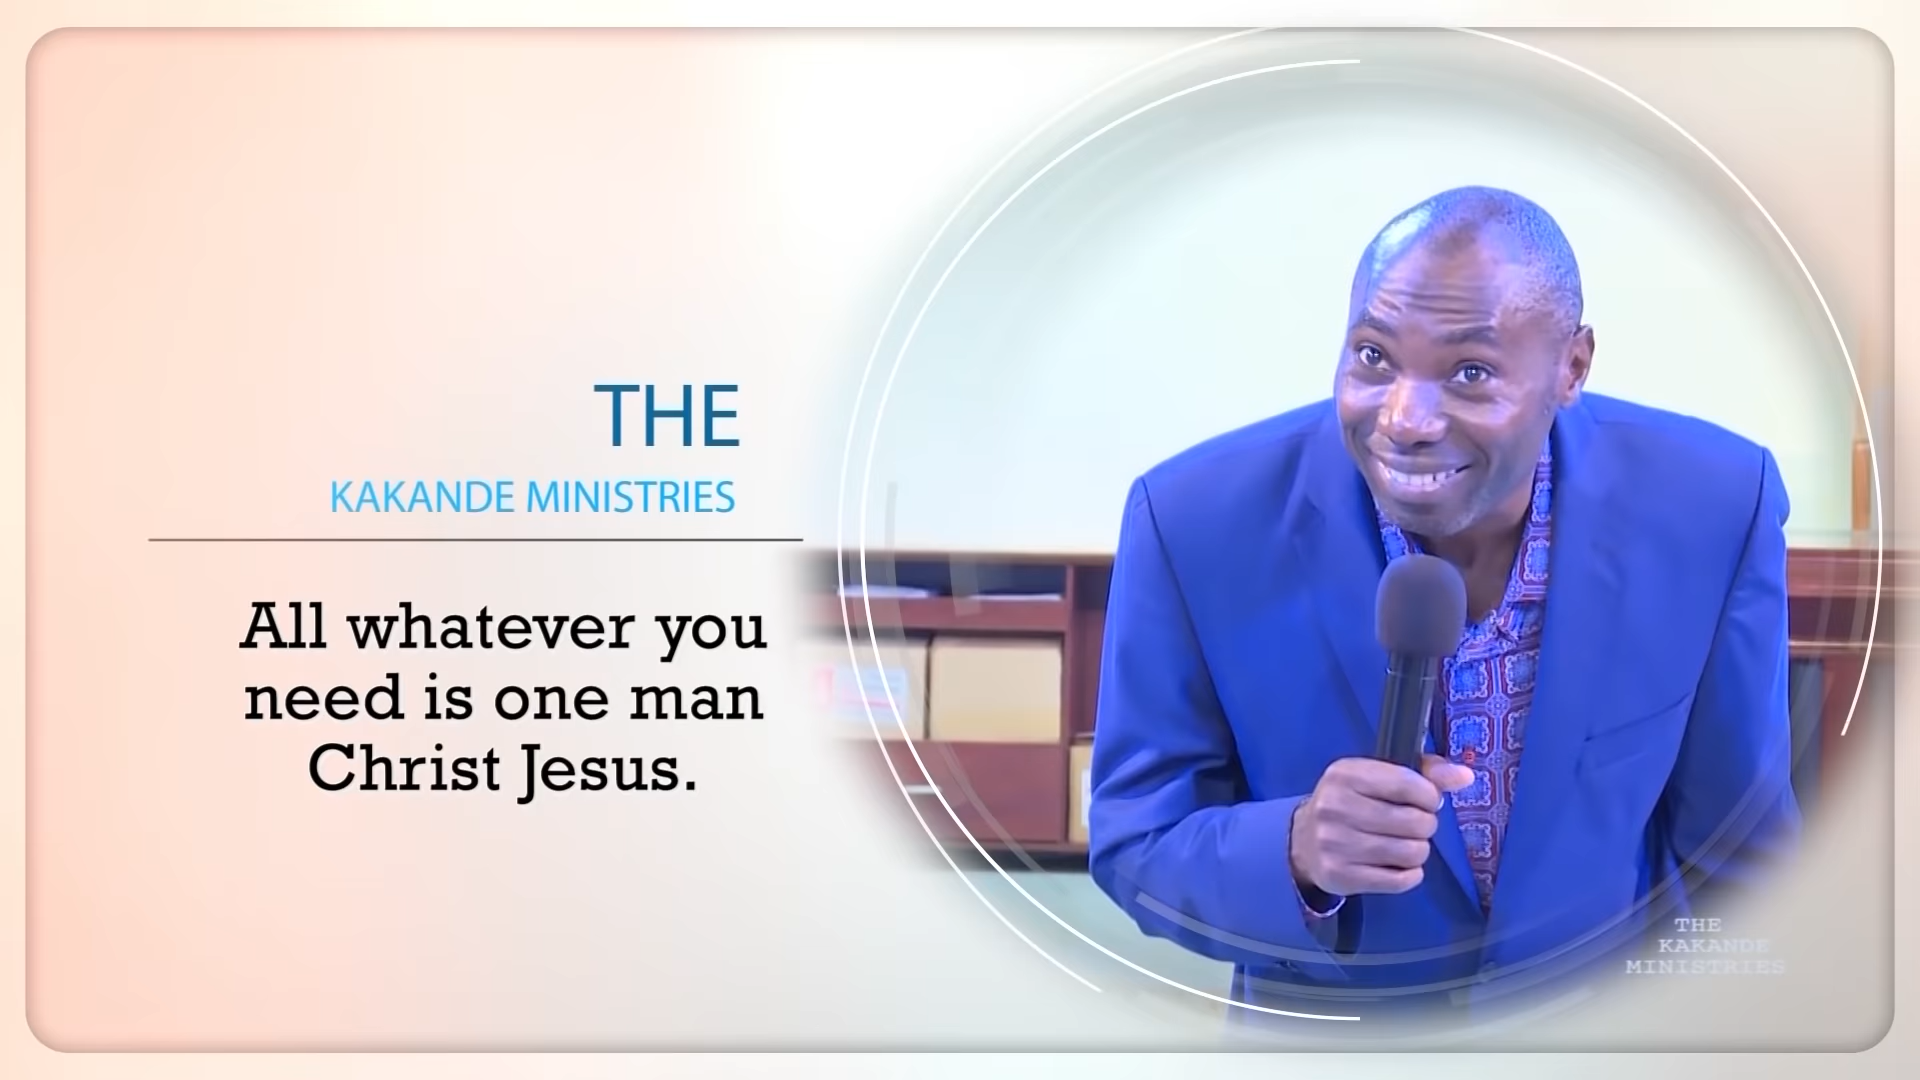 THE
KAKANDE MINISTRIES
All whatever you
need is one man
Christ Jesus.
THE
KAKANDE
MINISTRIES